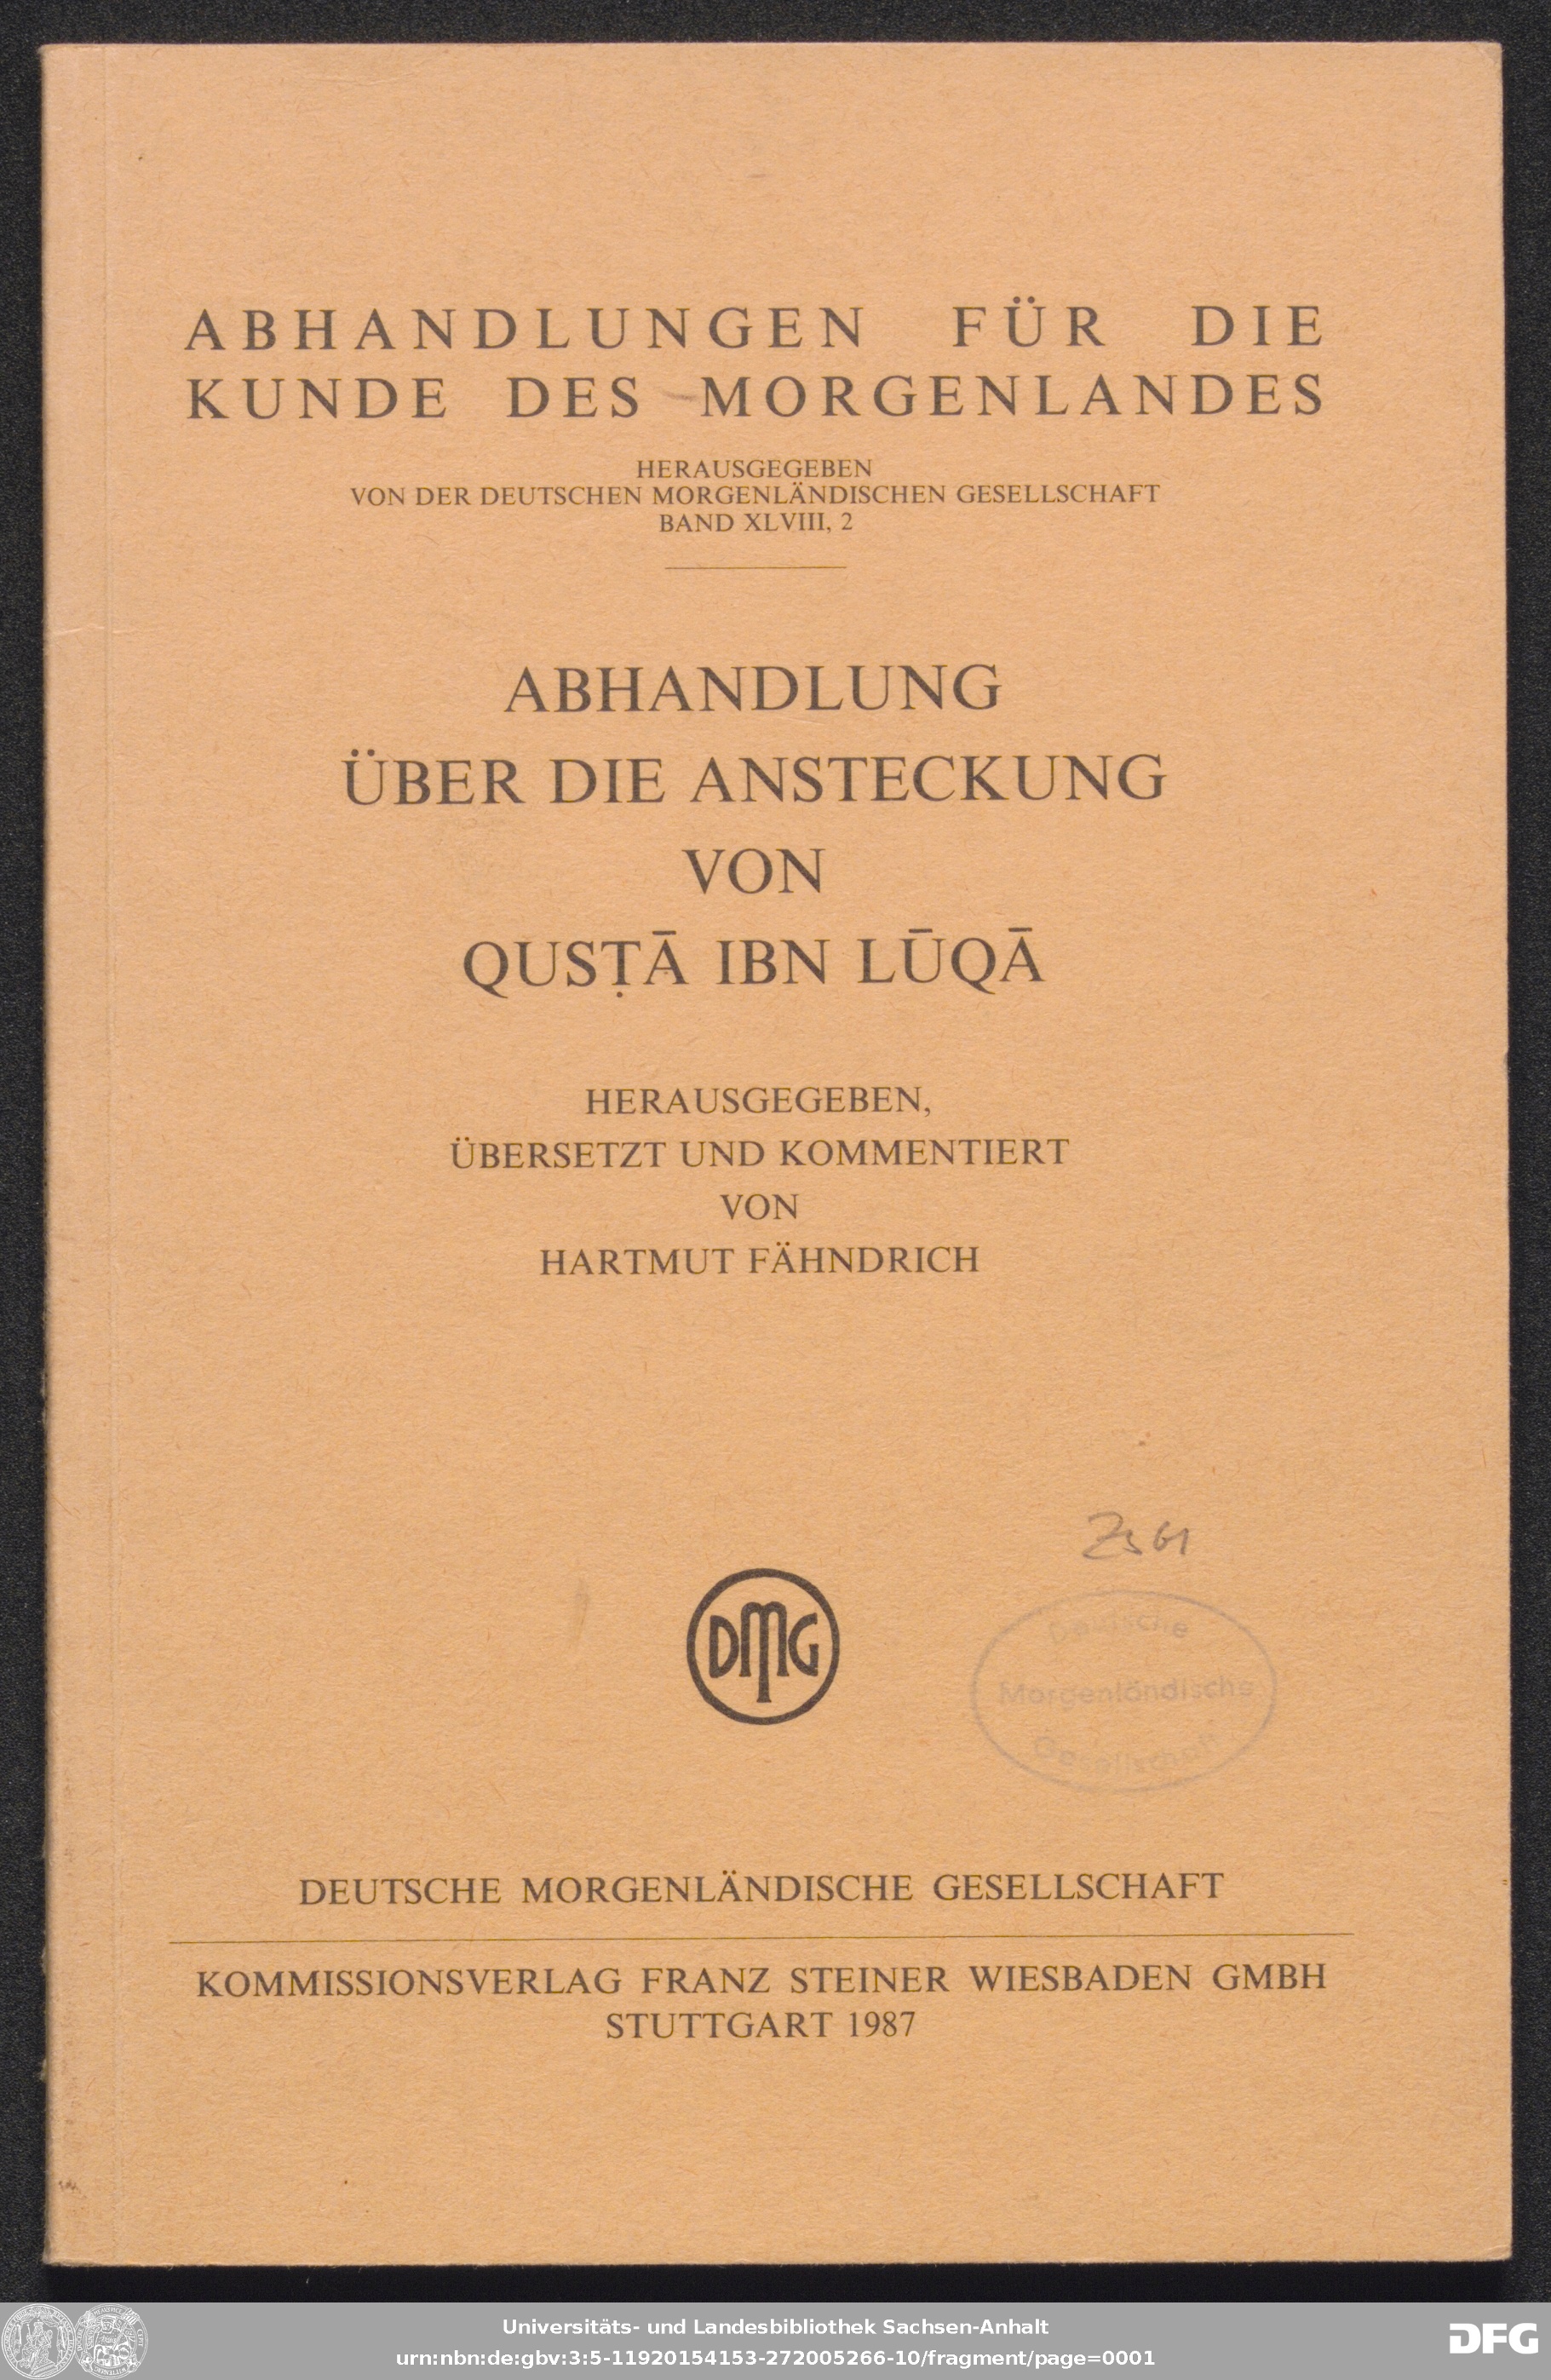 ABHANDLUNGEN FÜR DIE
KUNDE DES MORGENLANDES
HERAUSGEGEBEN
VON DER DEUTSCHEN MORGENLÄNDISCHEN GESELLSCHAFT
BAND XLVIII, 2
ABHANDLUNG
ÜBER DIE ANSTECKUNG
VON
QUSṬĀ IBN LŪQĀ
HERAUSGEGEBEN,
ÜBERSETZT UND KOMMENTIERT
VON
HARTMUT FÄHNDRICH
Zs 61
DMG
Deutsche
Morgenländische
Gesellschaft
DEUTSCHE MORGENLÄNDISCHE GESELLSCHAFT
KOMMISSIONSVERLAG FRANZ STEINER WIESBADEN GMBH
STUTTGART 1987
Universitäts- und Landesbibliothek Sachsen-Anhalt
urn:nbn:de:gbv:3:5-11920154153-272005266-10/fragment/page=0001
DFG